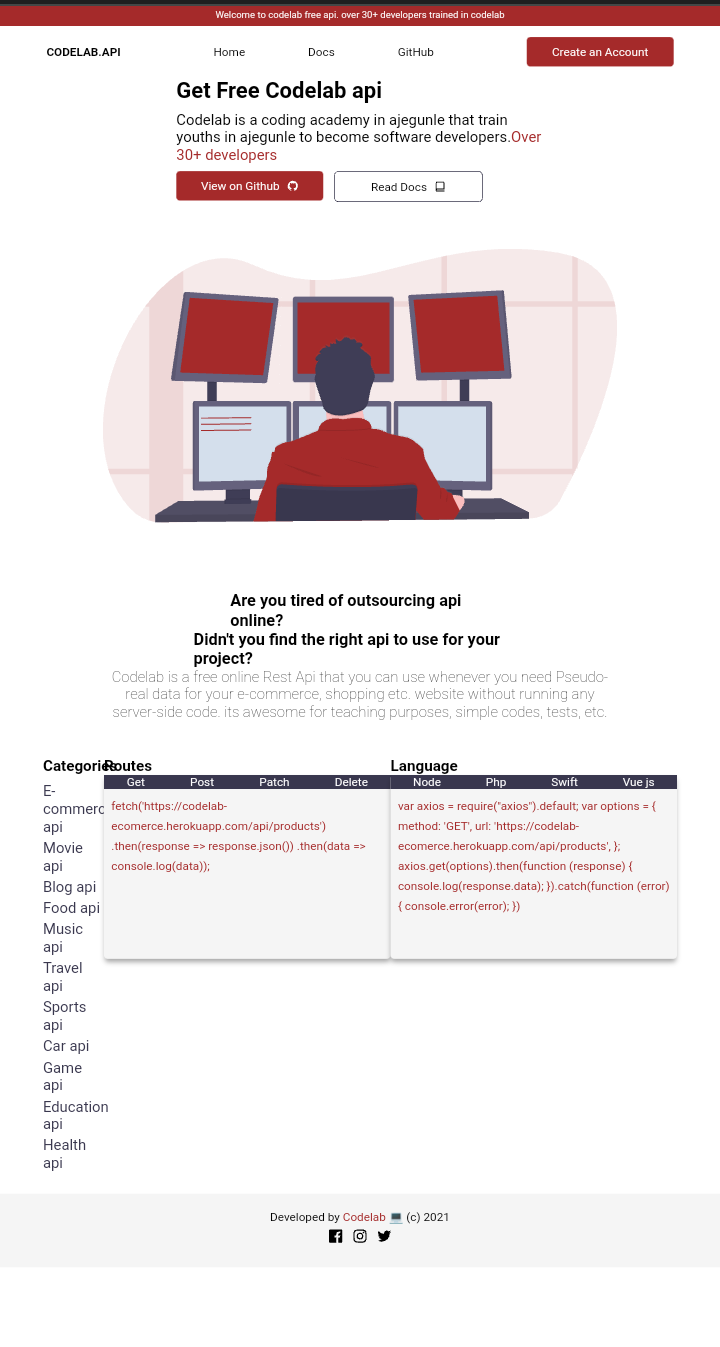 Welcome to codelab free api. over 30+ developers trained in codelab
CODELAB.API
Home
Docs
GitHub
Create an Account
Get Free Codelab api
Codelab is a coding academy in ajegunle that train
youths in ajegunle to become software developers.Over
30+ developers
View on Github
Read Docs
Are you tired of outsourcing api
online?
Didn't you find the right api to use for your
project?
Codelab is a free online Rest Api that you can use whenever you need Pseudo-
real data for your e-commerce, shopping etc. website without running any
server-side code. its awesome for teaching purposes, simple codes, tests, etc.
Categories
E-
commerce
api
Movie
api
Blog api
Food api
Music
api
Travel
api
Sports
api
Car api
Game
api
Education
api
Health
api
Routes
Get
Post
Patch
Delete
fetch('https://codelab-
ecomerce.herokuapp.com/api/products')
.then(response => response.json()) .then(data =>
console.log(data));
Language
Node
Php
Swift
Vue js
var axios = require("axios").default; var options = {
method: 'GET', url: 'https://codelab-
ecomerce.herokuapp.com/api/products', };
axios.get(options).then(function (response) {
console.log(response.data); }).catch(function (error)
{ console.error(error); })
Developed by Codelab 💻 (c) 2021